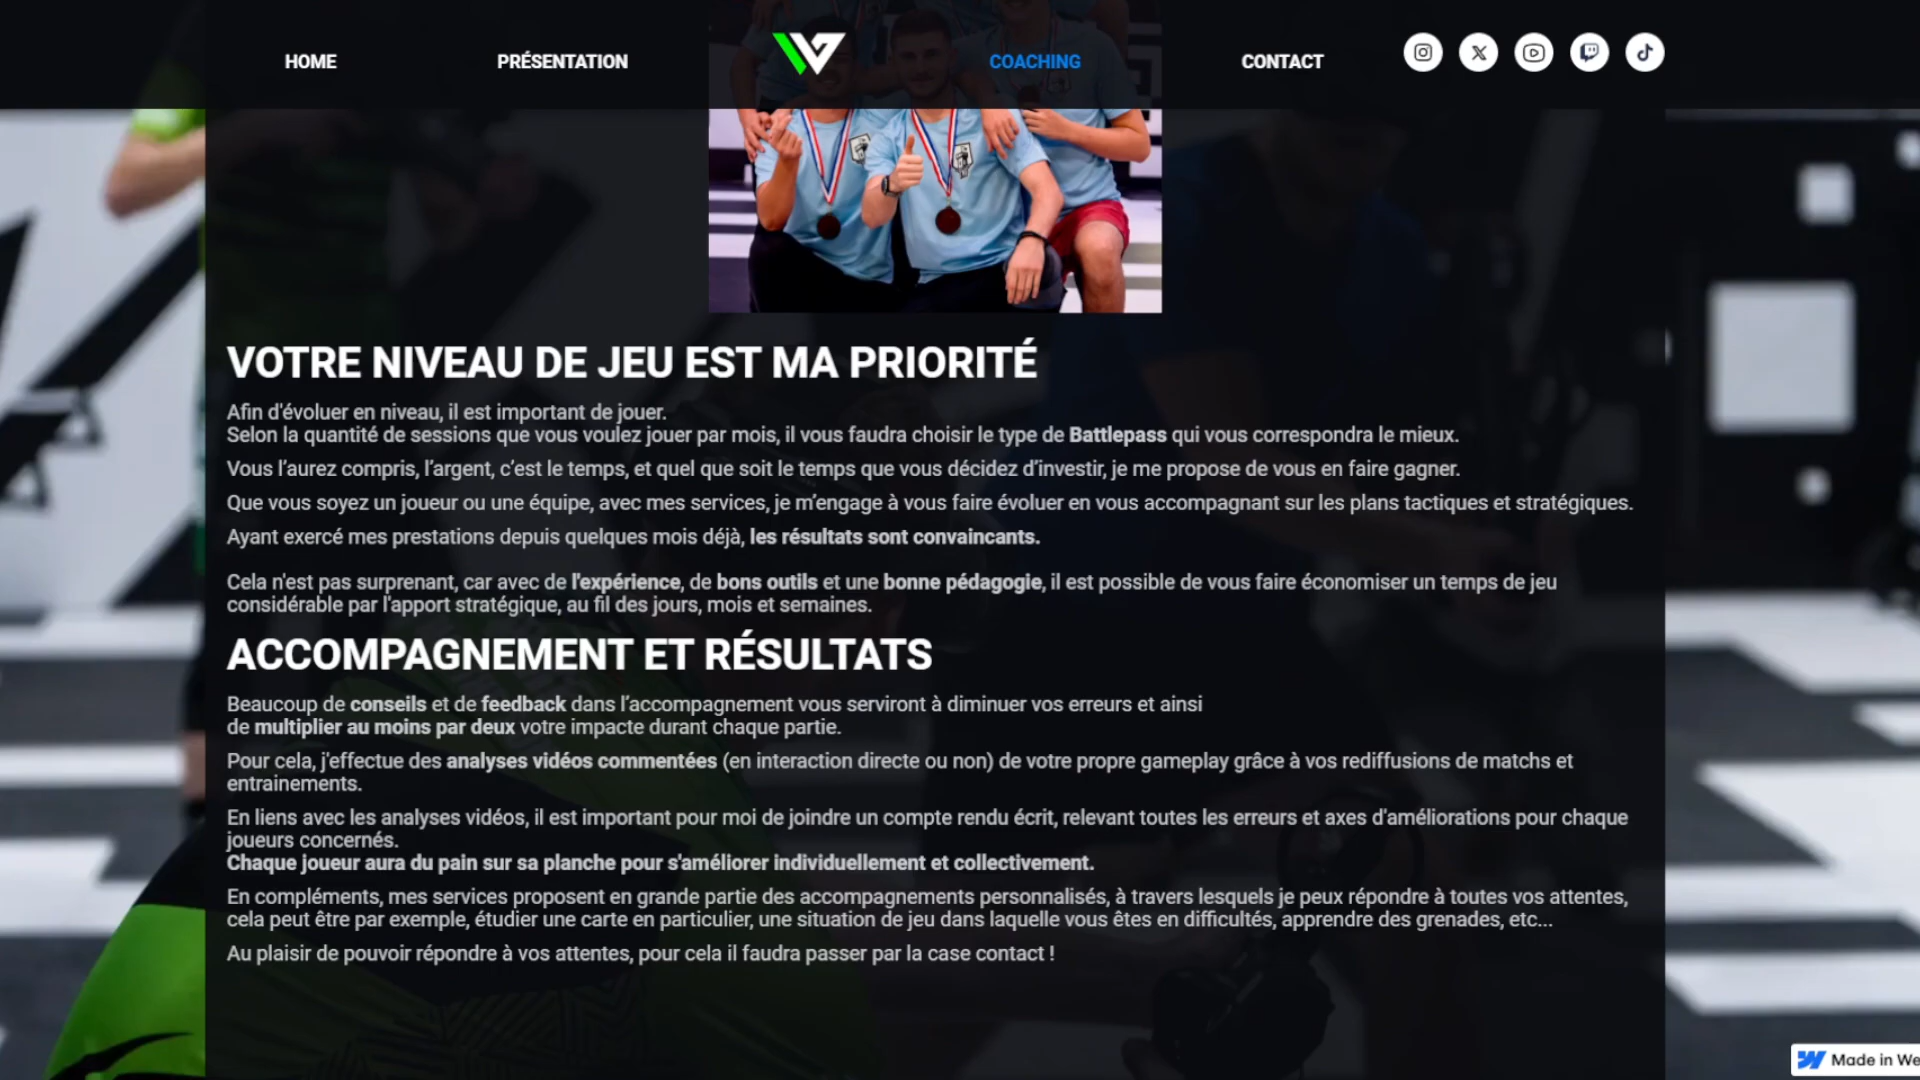 HOME
PRÉSENTATION
COACHING
CONTACT
VOTRE NIVEAU DE JEU EST MA PRIORITÉ
Afin d'évoluer en niveau, il est important de jouer.
Selon la quantité de sessions que vous voulez jouer par mois, il vous faudra choisir le type de Battlepass qui vous correspondra le mieux.
Vous l’aurez compris, l’argent, c’est le temps, et quel que soit le temps que vous décidez d’investir, je me propose de vous en faire gagner.
Que vous soyez un joueur ou une équipe, avec mes services, je m’engage à vous faire évoluer en vous accompagnant sur les plans tactiques et stratégiques.
Ayant exercé mes prestations depuis quelques mois déjà, les résultats sont convaincants.
Cela n'est pas surprenant, car avec de l'expérience, de bons outils et une bonne pédagogie, il est possible de vous faire économiser un temps de jeu
considérable par l'apport stratégique, au fil des jours, mois et semaines.
ACCOMPAGNEMENT ET RÉSULTATS
Beaucoup de conseils et de feedback dans l’accompagnement vous serviront à diminuer vos erreurs et ainsi
de multiplier au moins par deux votre impacte durant chaque partie.
Pour cela, j'effectue des analyses vidéos commentées (en interaction directe ou non) de votre propre gameplay grâce à vos rediffusions de matchs et
entrainements.
En liens avec les analyses vidéos, il est important pour moi de joindre un compte rendu écrit, relevant toutes les erreurs et axes d'améliorations pour chaque
joueurs concernés.
Chaque joueur aura du pain sur sa planche pour s'améliorer individuellement et collectivement.
En compléments, mes services proposent en grande partie des accompagnements personnalisés, à travers lesquels je peux répondre à toutes vos attentes,
cela peut être par exemple, étudier une carte en particulier, une situation de jeu dans laquelle vous êtes en difficultés, apprendre des grenades, etc...
Au plaisir de pouvoir répondre à vos attentes, pour cela il faudra passer par la case contact !
Made in We